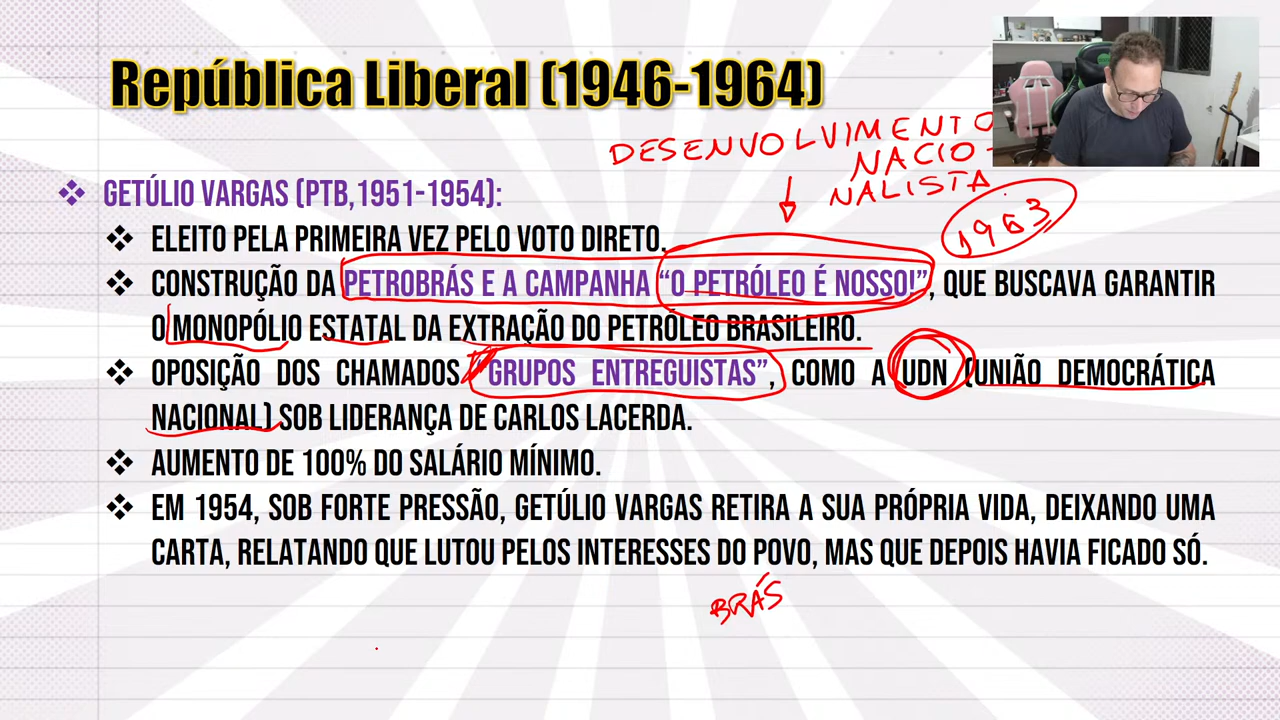 República Liberal (1946-1964)
DESENVOLVIMENTO
NACIO-
NALISTA
1963
❖ GETÚLIO VARGAS (PTB,1951-1954):
❖ ELEITO PELA PRIMEIRA VEZ PELO VOTO DIRETO.
❖ CONSTRUÇÃO DA PETROBRÁS E A CAMPANHA “O PETRÓLEO É NOSSO!”, QUE BUSCAVA GARANTIR
O MONOPÓLIO ESTATAL DA EXTRAÇÃO DO PETRÓLEO BRASILEIRO.
❖ OPOSIÇÃO DOS CHAMADOS “GRUPOS ENTREGUISTAS”, COMO A UDN (UNIÃO DEMOCRÁTICA
NACIONAL) SOB LIDERANÇA DE CARLOS LACERDA.
❖ AUMENTO DE 100% DO SALÁRIO MÍNIMO.
❖ EM 1954, SOB FORTE PRESSÃO, GETÚLIO VARGAS RETIRA A SUA PRÓPRIA VIDA, DEIXANDO UMA
CARTA, RELATANDO QUE LUTOU PELOS INTERESSES DO POVO, MAS QUE DEPOIS HAVIA FICADO SÓ.
BRÁS